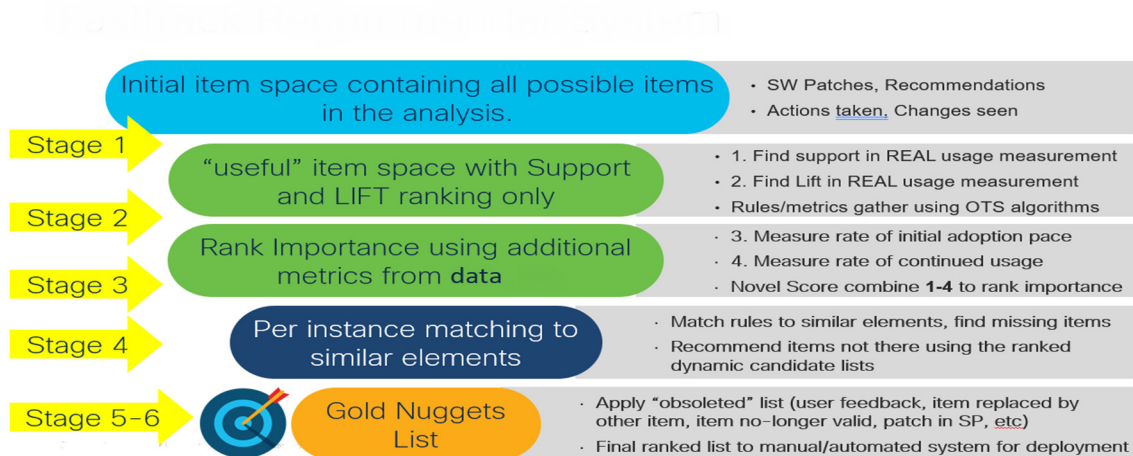 Initial item space containing all possible items
in the analysis.
• SW Patches, Recommendations
• Actions taken, Changes seen
Stage 1
"useful" item space with Support
and LIFT ranking only
• 1. Find support in REAL usage measurement
• 2. Find Lift in REAL usage measurement
• Rules/metrics gather using OTS algorithms
Stage 2
Rank Importance using additional
metrics from data
· 3. Measure rate of initial adoption pace
· 4. Measure rate of continued usage
· Novel Score combine 1-4 to rank importance
Stage 3
Per instance matching to
similar elements
· Match rules to similar elements, find missing items
· Recommend items not there using the ranked
dynamic candidate lists
Stage 4
Stage 5-6
Gold Nuggets
List
· Apply "obsoleted" list (user feedback, item replaced by
other item, item no-longer valid, patch in SP, etc)
· Final ranked list to manual/automated system for deployment